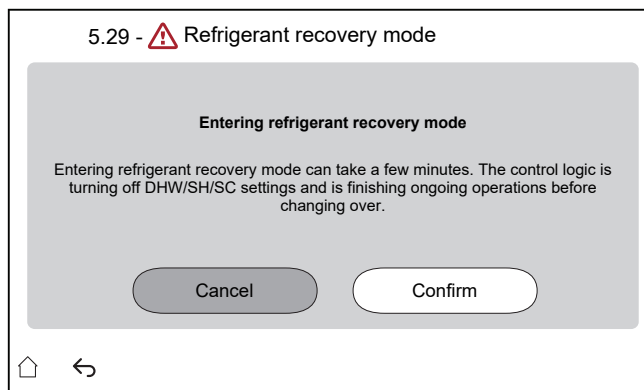 5.29 - Refrigerant recovery mode
Entering refrigerant recovery mode
Entering refrigerant recovery mode can take a few minutes. The control logic is
turning off DHW/SH/SC settings and is finishing ongoing operations before
changing over.
Cancel Confirm